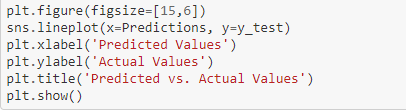 plt.figure(figsize=[15,6])
sns.lineplot(x=Predictions, y=y_test)
plt.xlabel('Predicted Values')
plt.ylabel('Actual Values')
plt.title('Predicted vs. Actual Values')
plt.show()